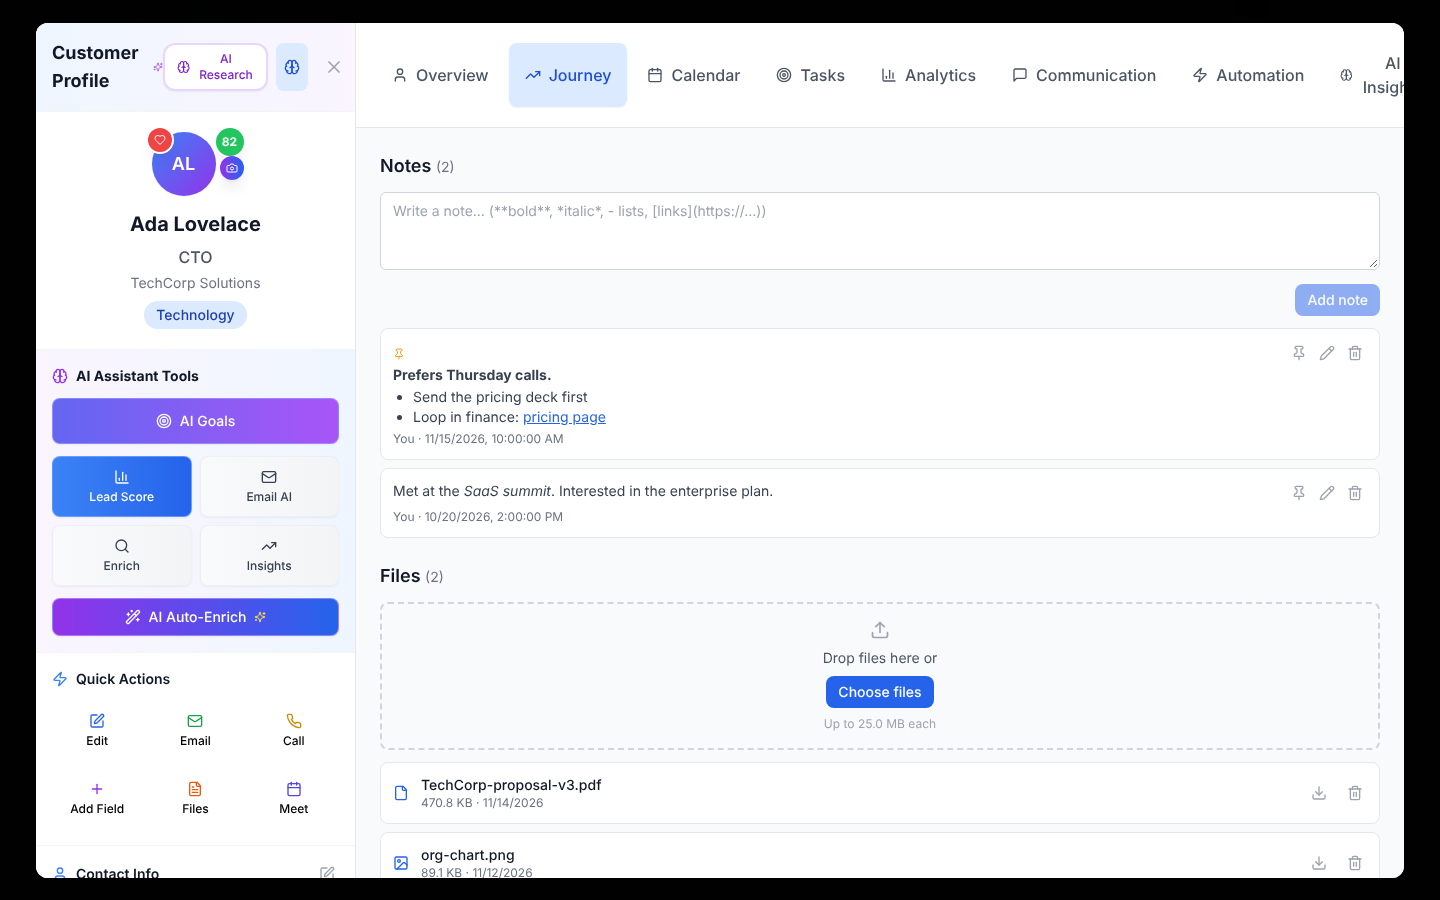 Customer
Profile
AI
Research
AL
82
Ada Lovelace
CTO
TechCorp Solutions
Technology
AI Assistant Tools
AI Goals
Lead Score
Email AI
Enrich
Insights
AI Auto-Enrich
Quick Actions
Edit
Email
Call
Add Field
Files
Meet
Contact Info
Overview
Journey
Calendar
Tasks
Analytics
Communication
Automation
AI
Insigh
Notes (2)
Write a note... (**bold**, *italic*, - lists, [links](https://...))
Add note
Prefers Thursday calls.
• Send the pricing deck first
• Loop in finance: pricing page
You · 11/15/2026, 10:00:00 AM
Met at the SaaS summit. Interested in the enterprise plan.
You · 10/20/2026, 2:00:00 PM
Files (2)
Drop files here or
Choose files
Up to 25.0 MB each
TechCorp-proposal-v3.pdf
470.8 KB · 11/14/2026
org-chart.png
89.1 KB · 11/12/2026